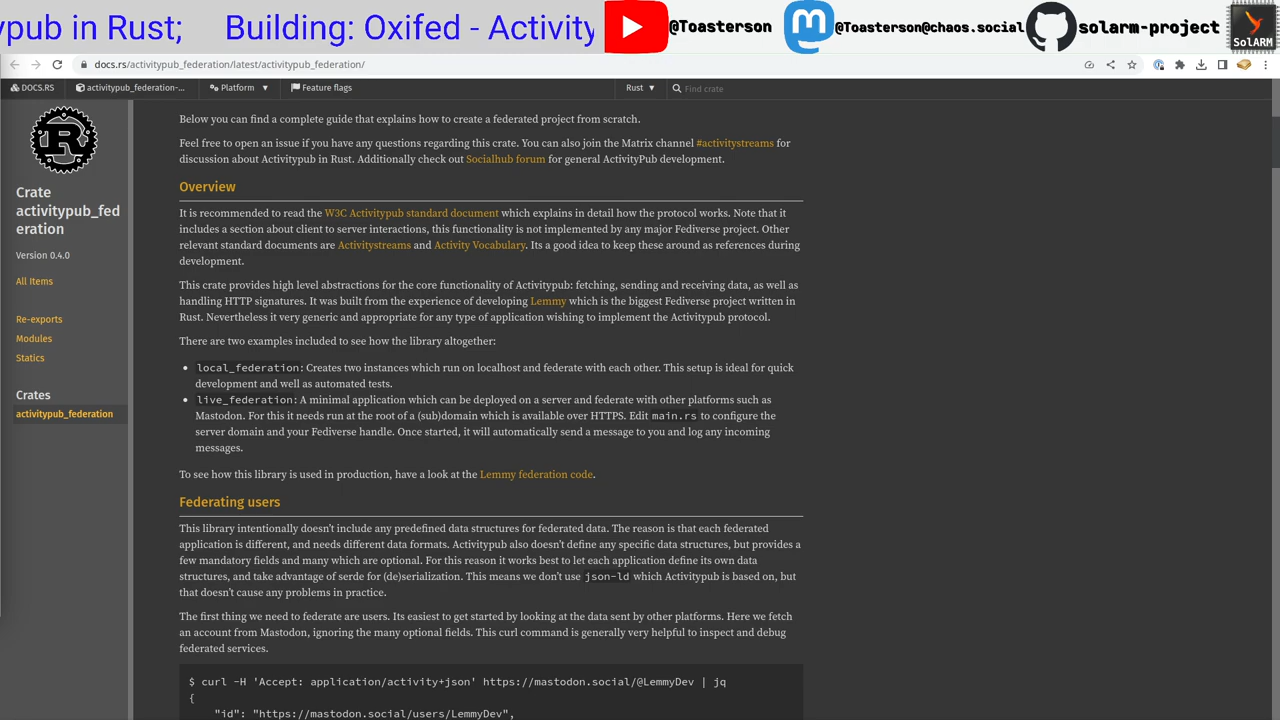 ypub in Rust;    Building: Oxifed - Activity
@Toasterson
@Toasterson@chaos.social
solarm-project
SolARM
docs.rs/activitypub_federation/latest/activitypub_federation/
DOCS.RS
activitypub_federation-...
Platform
Feature flags
Rust
Find crate
Crate
activitypub_fed
eration
Version 0.4.0
All Items
Re-exports
Modules
Statics
Crates
activitypub_federation
Below you can find a complete guide that explains how to create a federated project from scratch.
Feel free to open an issue if you have any questions regarding this crate. You can also join the Matrix channel #activitystreams for
discussion about Activitypub in Rust. Additionally check out Socialhub forum for general ActivityPub development.
Overview
It is recommended to read the W3C Activitypub standard document which explains in detail how the protocol works. Note that it
includes a section about client to server interactions, this functionality is not implemented by any major Fediverse project. Other
relevant standard documents are Activitystreams and Activity Vocabulary. Its a good idea to keep these around as references during
development.
This crate provides high level abstractions for the core functionality of Activitypub: fetching, sending and receiving data, as well as
handling HTTP signatures. It was built from the experience of developing Lemmy which is the biggest Fediverse project written in
Rust. Nevertheless it very generic and appropriate for any type of application wishing to implement the Activitypub protocol.
There are two examples included to see how the library altogether:
• local_federation: Creates two instances which run on localhost and federate with each other. This setup is ideal for quick
development and well as automated tests.
• live_federation: A minimal application which can be deployed on a server and federate with other platforms such as
Mastodon. For this it needs run at the root of a (sub)domain which is available over HTTPS. Edit main.rs to configure the
server domain and your Fediverse handle. Once started, it will automatically send a message to you and log any incoming
messages.
To see how this library is used in production, have a look at the Lemmy federation code.
Federating users
This library intentionally doesn't include any predefined data structures for federated data. The reason is that each federated
application is different, and needs different data formats. Activitypub also doesn't define any specific data structures, but provides a
few mandatory fields and many which are optional. For this reason it works best to let each application define its own data
structures, and take advantage of serde for (de)serialization. This means we don't use json-ld which Activitypub is based on, but
that doesn't cause any problems in practice.
The first thing we need to federate are users. Its easiest to get started by looking at the data sent by other platforms. Here we fetch
an account from Mastodon, ignoring the many optional fields. This curl command is generally very helpful to inspect and debug
federated services.
$ curl -H 'Accept: application/activity+json' https://mastodon.social/@LemmyDev | jq
{
"id": "https://mastodon.social/users/LemmyDev",